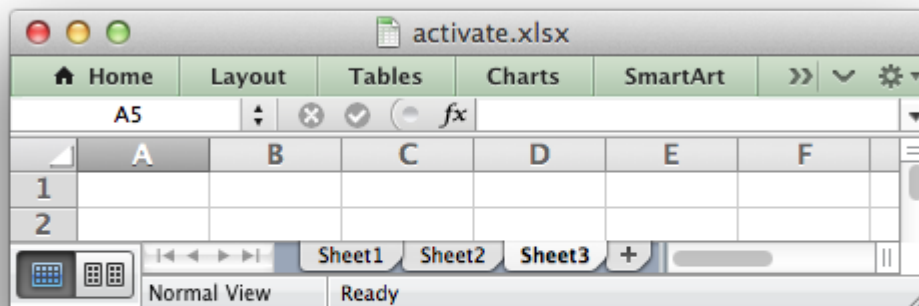 activate.xlsx
Home Layout Tables Charts SmartArt
A5 fx
A B C D E F
1
2
Sheet1 Sheet2 Sheet3 +
Normal View Ready